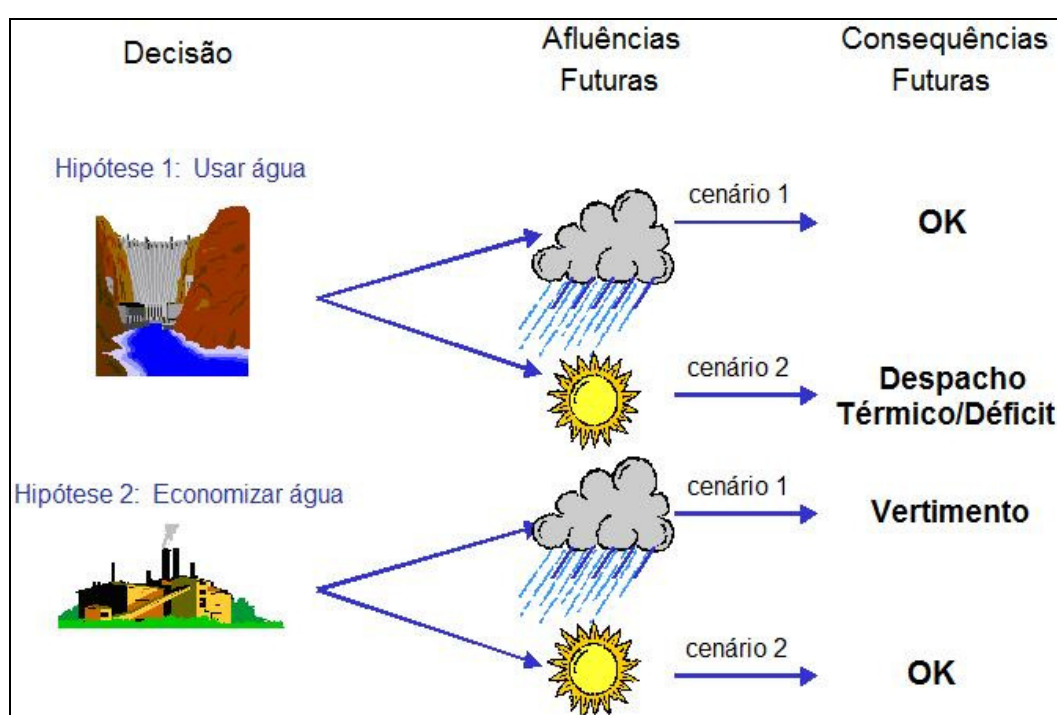 Decisão
Afluências
Futuras
Consequências
Futuras
Hipótese 1: Usar água
cenário 1
OK
cenário 2
Despacho
Térmico/Déficit
Hipótese 2: Economizar água
cenário 1
Vertimento
cenário 2
OK